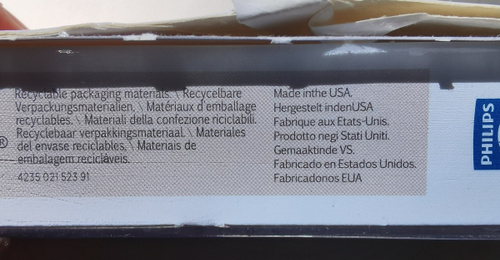 Recyclable packaging materials. \ Recycelbare
Verpackungsmaterialien. \ Matériaux d'emballage
recyclables. \ Materiali della confezione riciclabili.
Recyclebaar verpakkingsmateriaal. \ Materiales
del envase reciclables. \ Materiais de
embalagem recicláveis.
4235 021 523 91
®
Made inthe USA.
Hergestelt indenUSA
Fabrique aux Etats-Unis.
Prodotto negi Stati Uniti.
Gemaaktinde VS.
Fabricado en Estados Unidos.
Fabricadonos EUA
PHILIPS